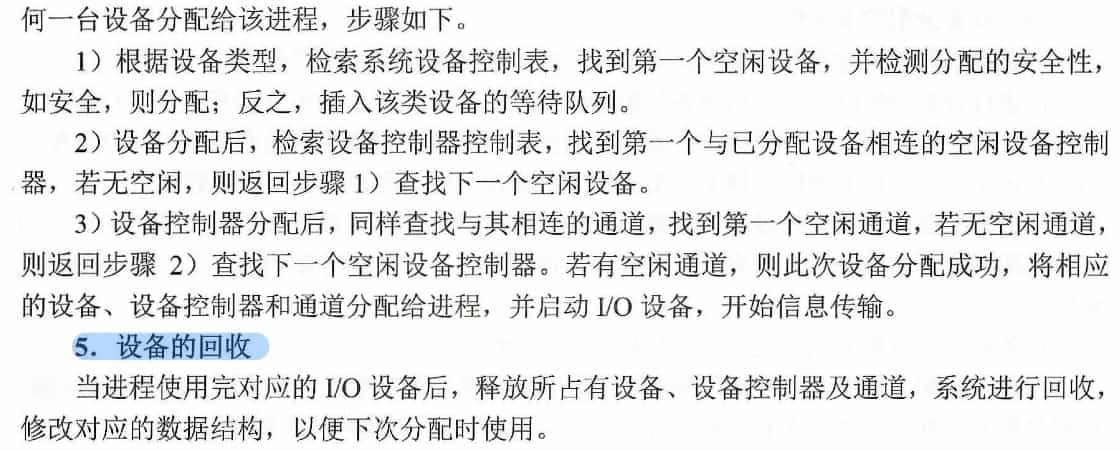 何一台设备分配给该进程，步骤如下。
1）根据设备类型，检索系统设备控制表，找到第一个空闲设备，并检测分配的安全性，
如安全，则分配；反之，插入该类设备的等待队列。
2）设备分配后，检索设备控制器控制表，找到第一个与已分配设备相连的空闲设备控制
器，若无空闲，则返回步骤 1）查找下一个空闲设备。
3）设备控制器分配后，同样查找与其相连的通道，找到第一个空闲通道，若无空闲通道，
则返回步骤 2）查找下一个空闲设备控制器。若有空闲通道，则此次设备分配成功，将相应
的设备、设备控制器和通道分配给进程，并启动 I/O 设备，开始信息传输。
5．设备的回收
当进程使用完对应的 I/O 设备后，释放所占有设备、设备控制器及通道，系统进行回收，
修改对应的数据结构，以便下次分配时使用。